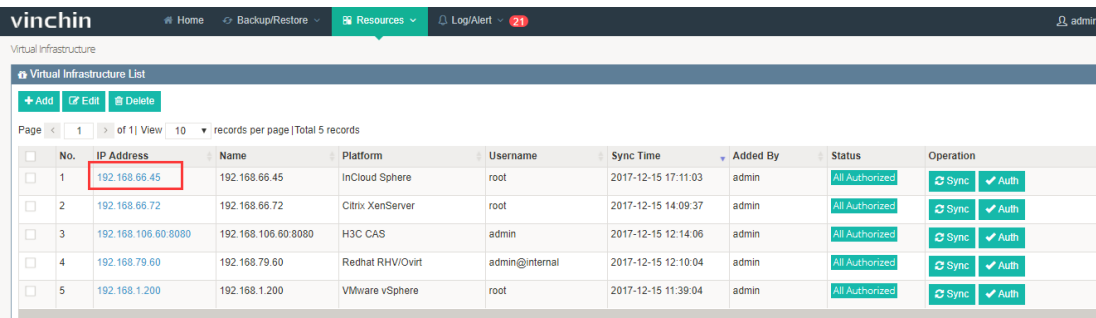 vinchin Home Backup/Restore Resources Log/Alert 21 admin
Virtual Infrastructure
Virtual Infrastructure List
Add Edit Delete
Page < 1 > of 1| View 10 records per page |Total 5 records
No. IP Address Name Platform Username Sync Time Added By Status Operation
1 192.168.66.45 192.168.66.45 InCloud Sphere root 2017-12-15 17:11:03 admin All Authorized Sync Auth
2 192.168.66.72 192.168.66.72 Citrix XenServer root 2017-12-15 14:09:37 admin All Authorized Sync Auth
3 192.168.106.60:8080 192.168.106.60:8080 H3C CAS admin 2017-12-15 12:14:06 admin All Authorized Sync Auth
4 192.168.79.60 192.168.79.60 Redhat RHV/Ovirt admin@internal 2017-12-15 12:10:04 admin All Authorized Sync Auth
5 192.168.1.200 192.168.1.200 VMware vSphere root 2017-12-15 11:39:04 admin All Authorized Sync Auth